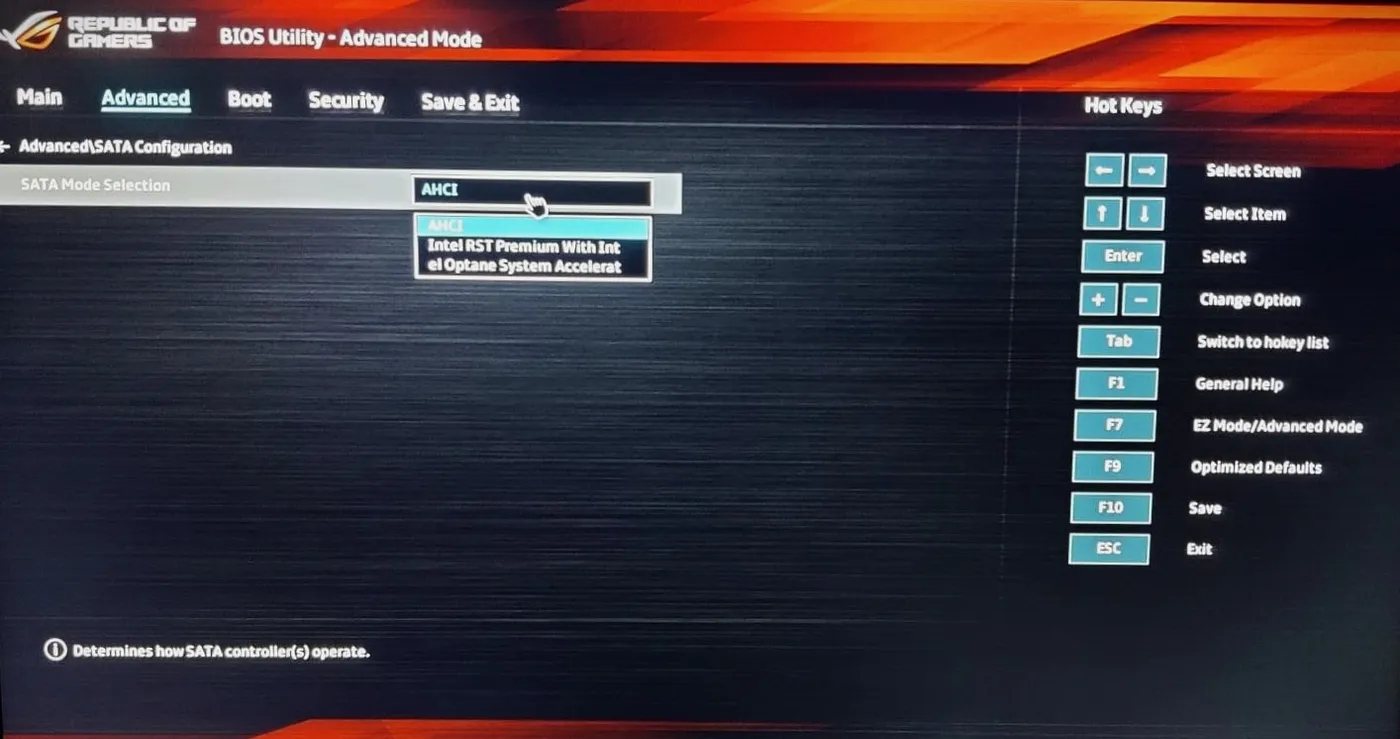 REPUBLIC OF
GAMERS
BIOS Utility - Advanced Mode
Main Advanced Boot Security Save & Exit
Hot Keys
← Advanced\SATA Configuration
SATA Mode Selection AHCI
AHCI
Intel RST Premium With Int
el Optane System Accelerat
← → Select Screen
↑ ↓ Select Item
Enter Select
+ − Change Option
Tab Switch to hokey list
F1 General Help
F7 EZ Mode/Advanced Mode
F9 Optimized Defaults
F10 Save
ESC Exit
Determines how SATA controller(s) operate.